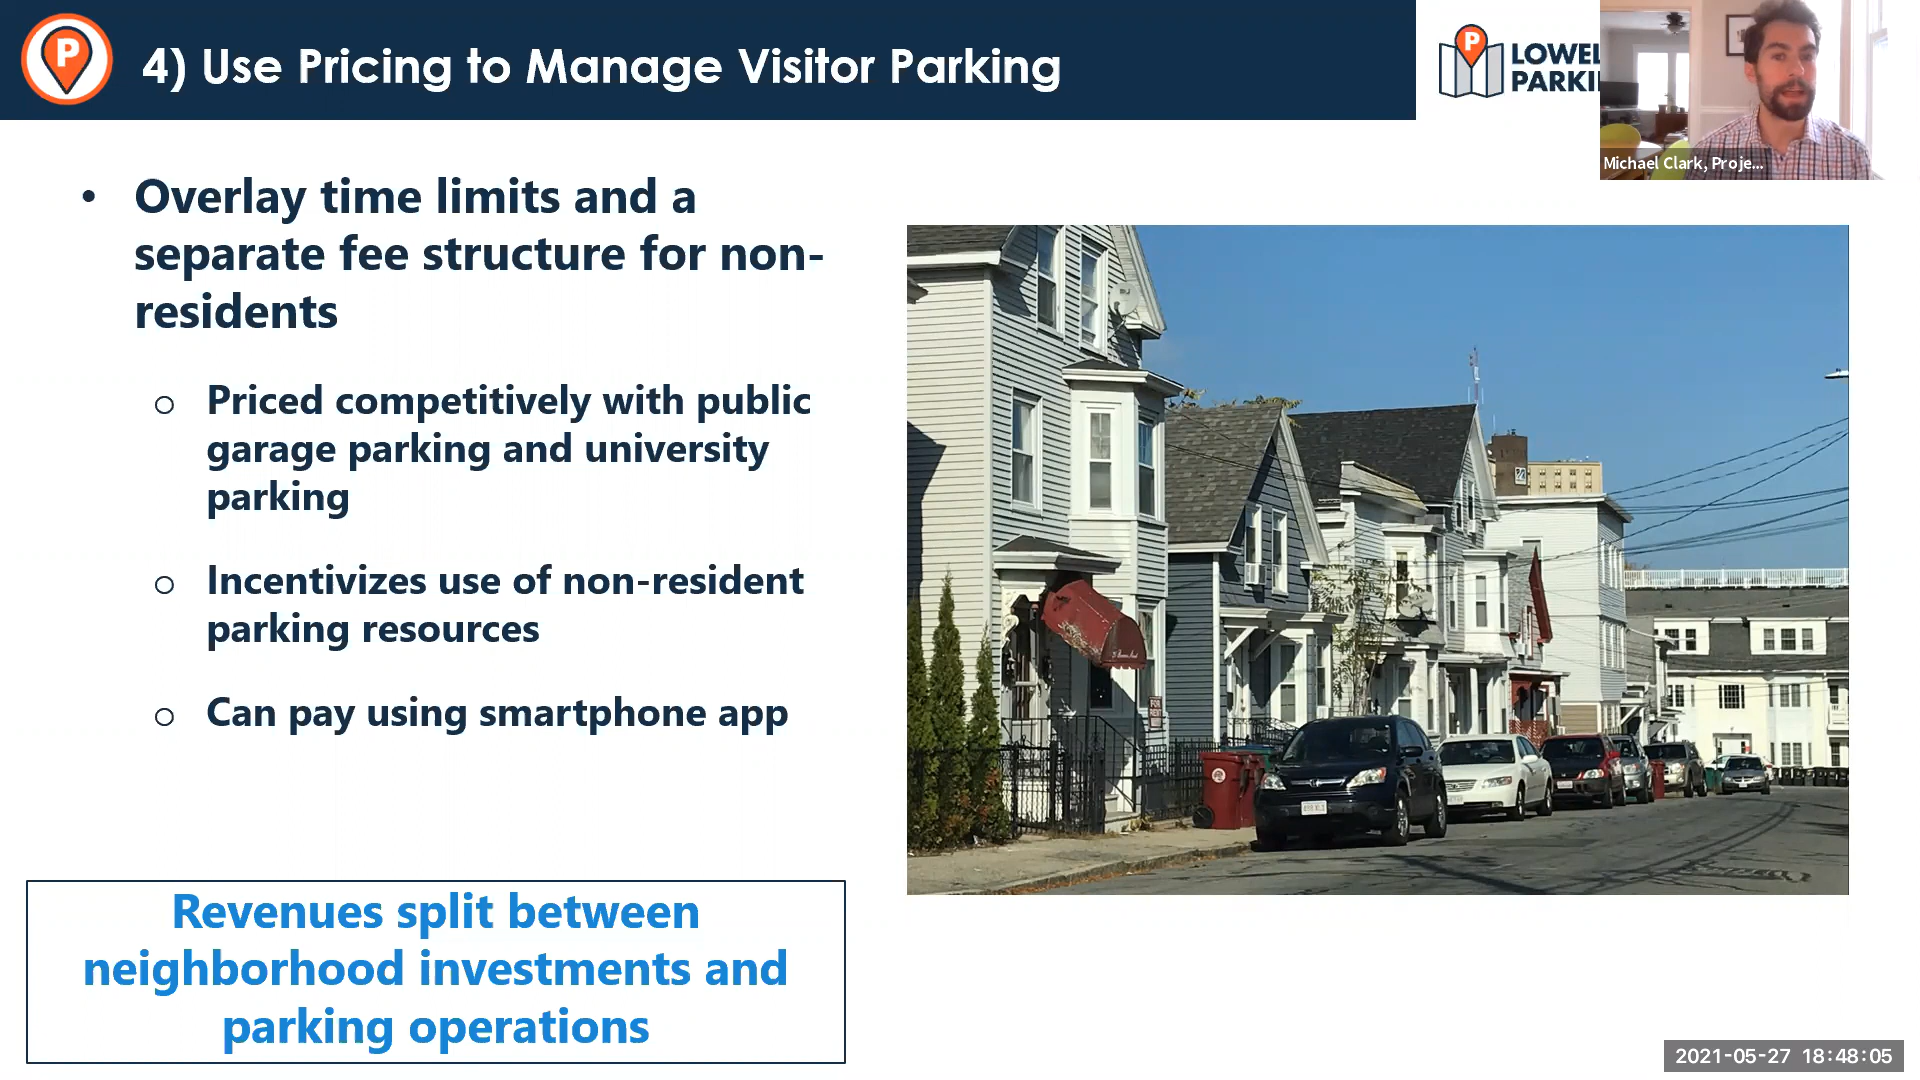 P
4) Use Pricing to Manage Visitor Parking
P
LOWEL
PARKI
Michael Clark, Proje...
• Overlay time limits and a
separate fee structure for non-
residents
o Priced competitively with public
garage parking and university
parking
o Incentivizes use of non-resident
parking resources
o Can pay using smartphone app
FOR
RENT
Revenues split between
neighborhood investments and
parking operations
2021-05-27 18:48:05